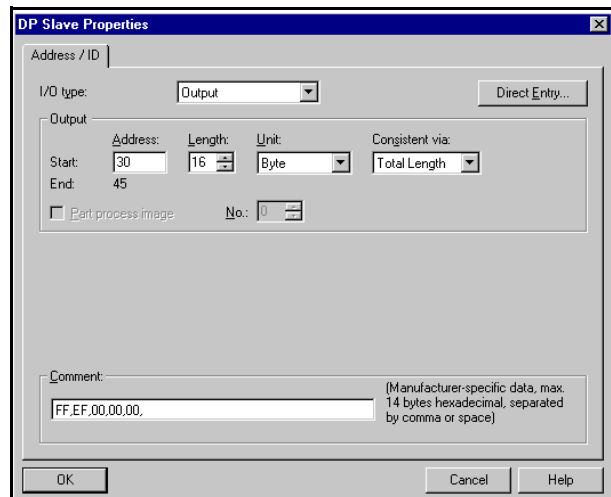 DP Slave Properties
Address / ID
I/O type: Output Direct Entry...
Output
Address: Length: Unit: Consistent via:
Start: 30 16 Byte Total Length
End: 45
Part process image No.: 0
Comment:
FF,EF,00,00,00,
(Manufacturer-specific data, max.
14 bytes hexadecimal, separated
by comma or space)
OK Cancel Help